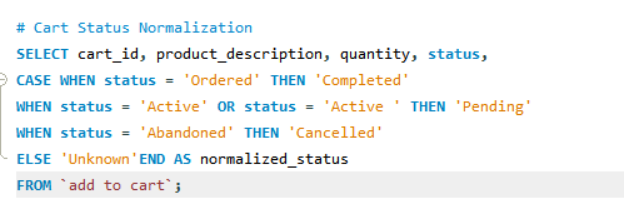 # Cart Status Normalization
SELECT cart_id, product_description, quantity, status,
CASE WHEN status = 'Ordered' THEN 'Completed'
WHEN status = 'Active' OR status = 'Active ' THEN 'Pending'
WHEN status = 'Abandoned' THEN 'Cancelled'
ELSE 'Unknown'END AS normalized_status
FROM `add to cart`;